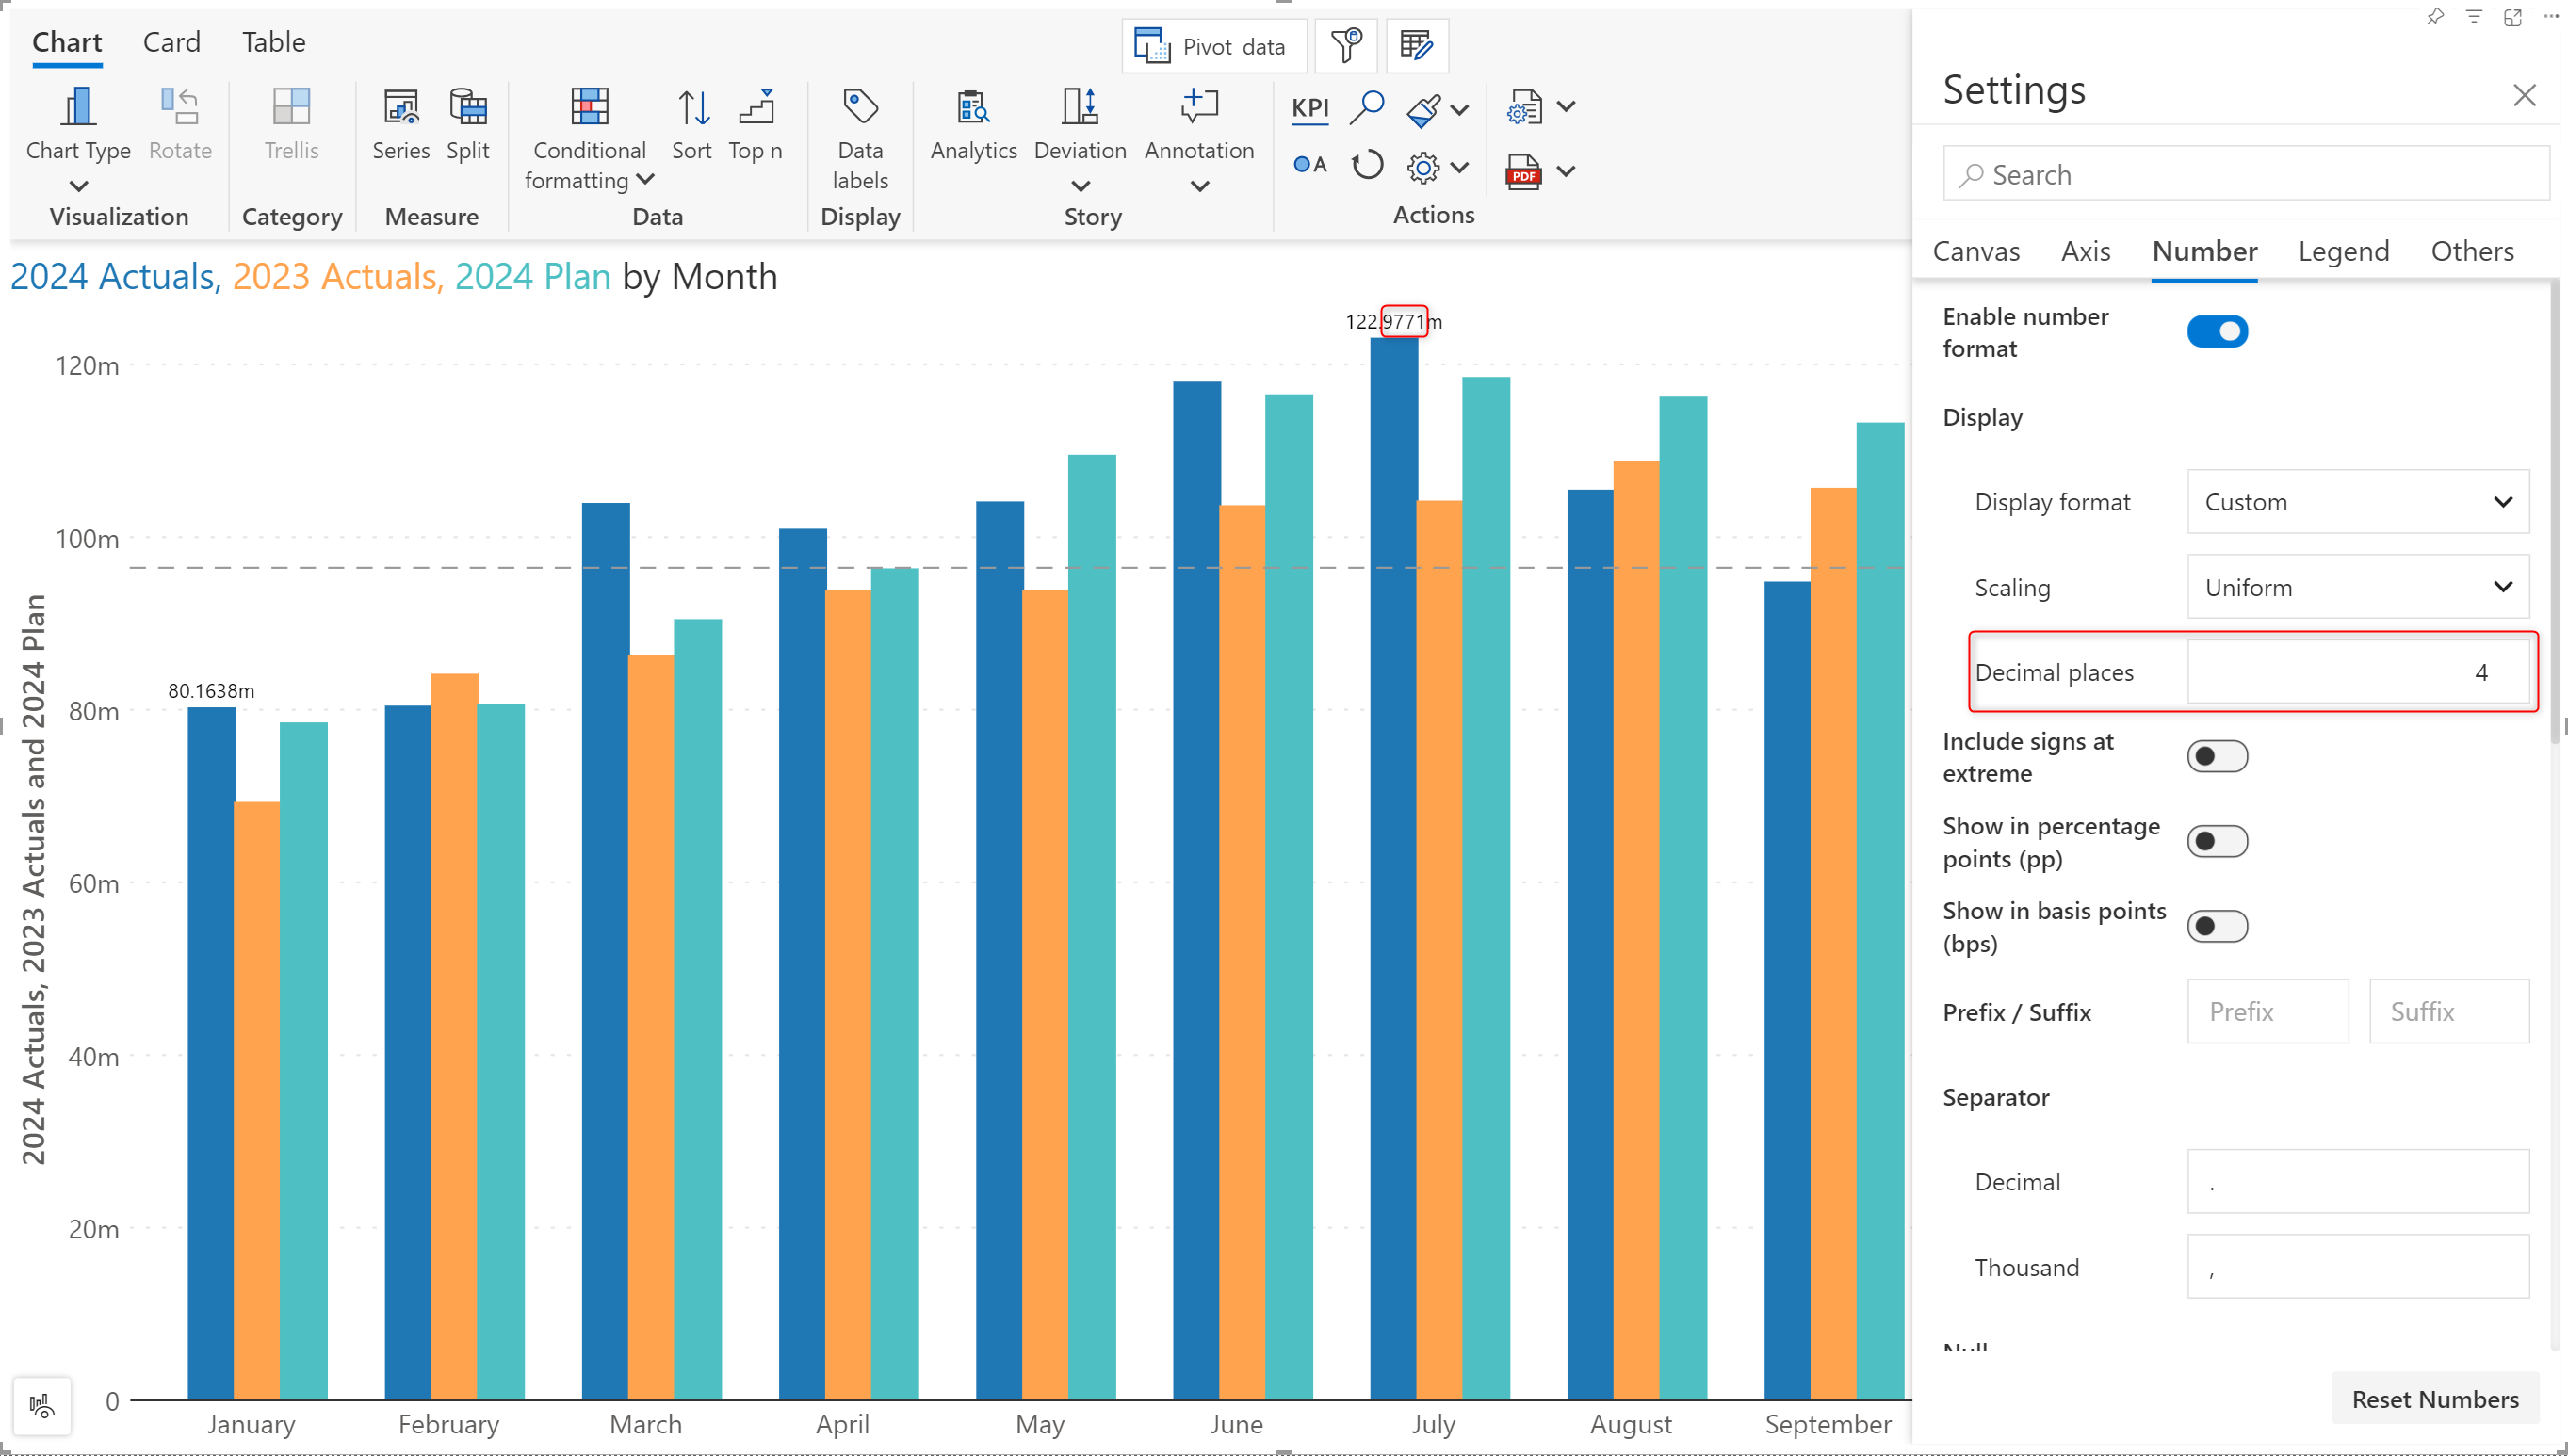 Chart Card Table
Pivot data
Chart Type
Rotate
Visualization
Trellis
Category
Series
Split
Measure
Conditional
formatting
Sort
Top n
Data
Data
labels
Display
Analytics
Deviation
Annotation
Story
KPI
A
PDF
Actions
2024 Actuals, 2023 Actuals, 2024 Plan by Month
122.9771m
80.1638m
2024 Actuals, 2023 Actuals and 2024 Plan
120m
100m
80m
60m
40m
20m
0
January February March April May June July August September
Settings
Search
Canvas Axis Number Legend Others
Enable number
format
Display
Display format Custom
Scaling Uniform
Decimal places 4
Include signs at
extreme
Show in percentage
points (pp)
Show in basis points
(bps)
Prefix / Suffix Prefix Suffix
Separator
Decimal .
Thousand ,
Null
Reset Numbers